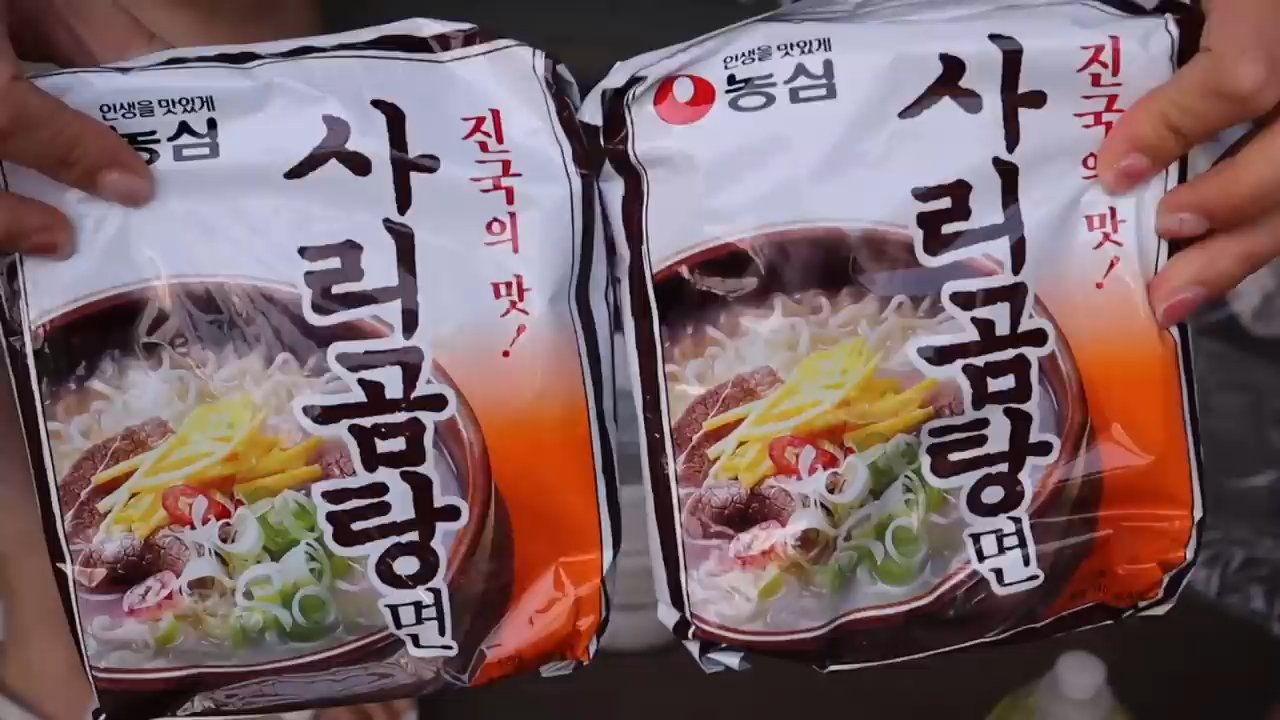 인생을 맛있게
농심
사리곰탕면
진국의 맛!
인생을 맛있게
농심
사리곰탕면
진국의 맛!